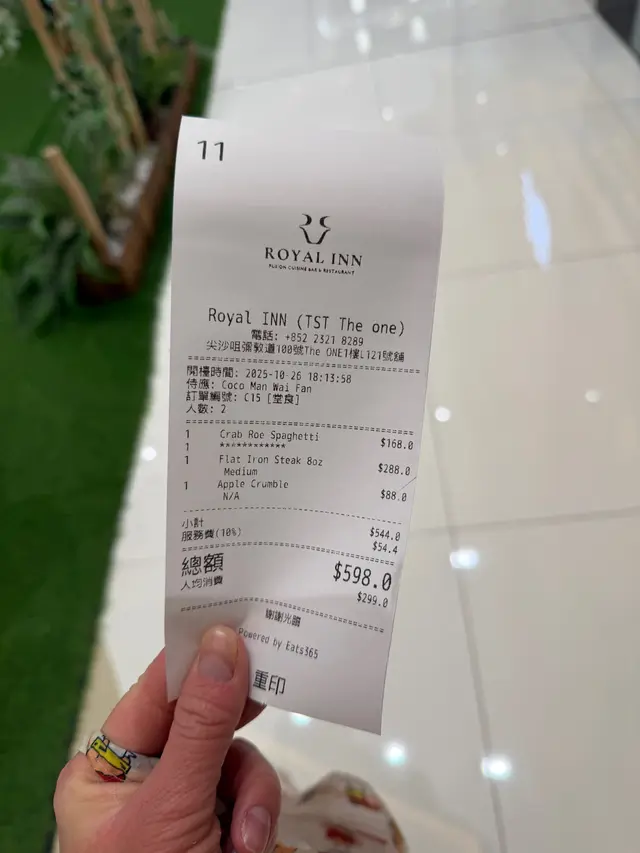 11
ROYAL INN
FUSION CUISINE BAR & RESTAURANT
Royal INN (TST The one)
電話: +852 2321 8289
尖沙咀彌敦道100號The ONE1樓L121號舖
開檯時間: 2025-10-26 18:13:58
侍應: Coco Man Wai Fan
訂單編號: C15 [堂食]
人數: 2
1 Crab Roe Spaghetti $168.0
1 ************
1 Flat Iron Steak 8oz $288.0
Medium
1 Apple Crumble $88.0
N/A
小計 $544.0
服務費(10%) $54.4
總額 $598.0
人均消費 $299.0
謝謝光臨
Powered by Eats365
重印